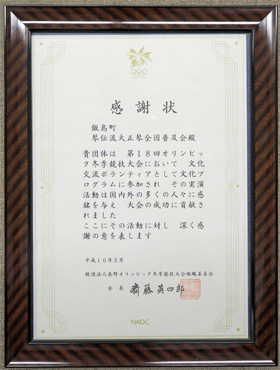 感謝状
飯島町
琴伝流大正琴全国普及会殿
貴団体は 第18回オリンピッ
ク冬季競技大会において 文化
交流ボランティアとして文化プ
ログラムに参加され その実演
活動は国内外の多くの人々に感
銘を与え 大会の成功に貢献さ
れました
ここにその活動に対し 深く感
謝の意を表します
平成10年3月
財団法人長野オリンピック冬季競技大会組織委員会
会長 齋藤英四郎
NAOC